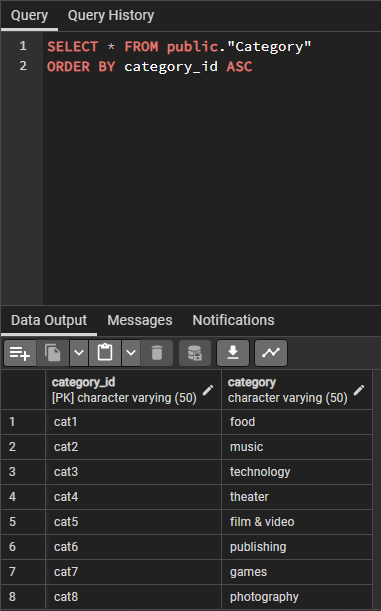 Query Query History
1 SELECT * FROM public."Category"
2 ORDER BY category_id ASC
Data Output Messages Notifications
category_id category
[PK] character varying (50) character varying (50)
1 cat1 food
2 cat2 music
3 cat3 technology
4 cat4 theater
5 cat5 film & video
6 cat6 publishing
7 cat7 games
8 cat8 photography